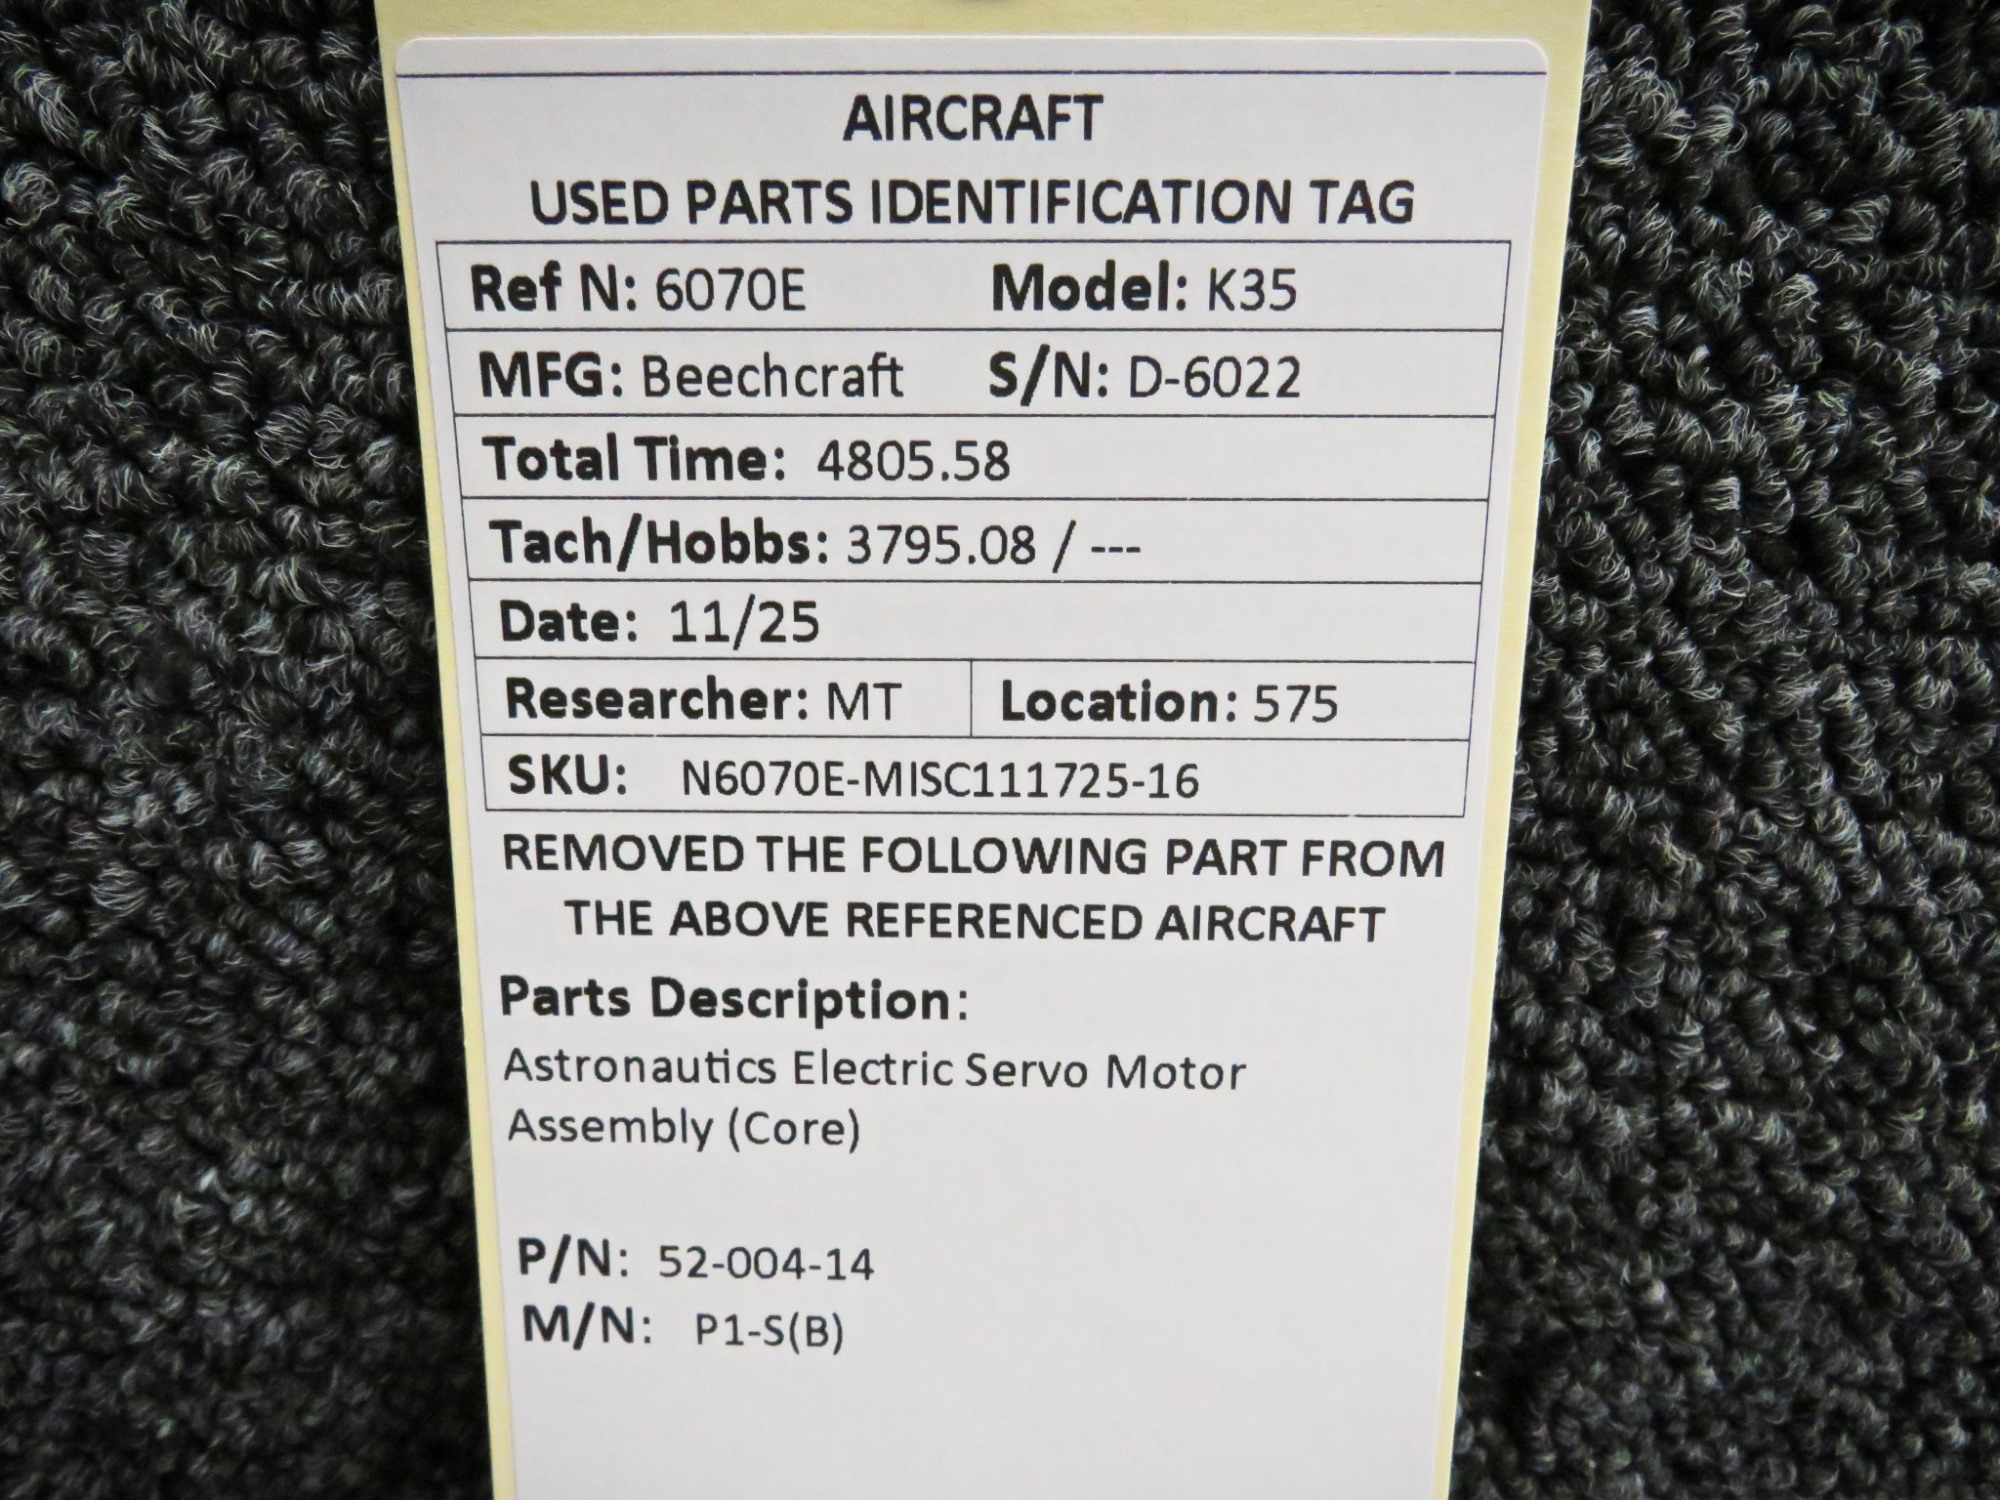 AIRCRAFT
USED PARTS IDENTIFICATION TAG
Ref N: 6070E Model: K35
MFG: Beechcraft S/N: D-6022
Total Time: 4805.58
Tach/Hobbs: 3795.08 / ---
Date: 11/25
Researcher: MT Location: 575
SKU: N6070E-MISC111725-16
REMOVED THE FOLLOWING PART FROM
THE ABOVE REFERENCED AIRCRAFT
Parts Description:
Astronautics Electric Servo Motor
Assembly (Core)
P/N: 52-004-14
M/N: P1-S(B)